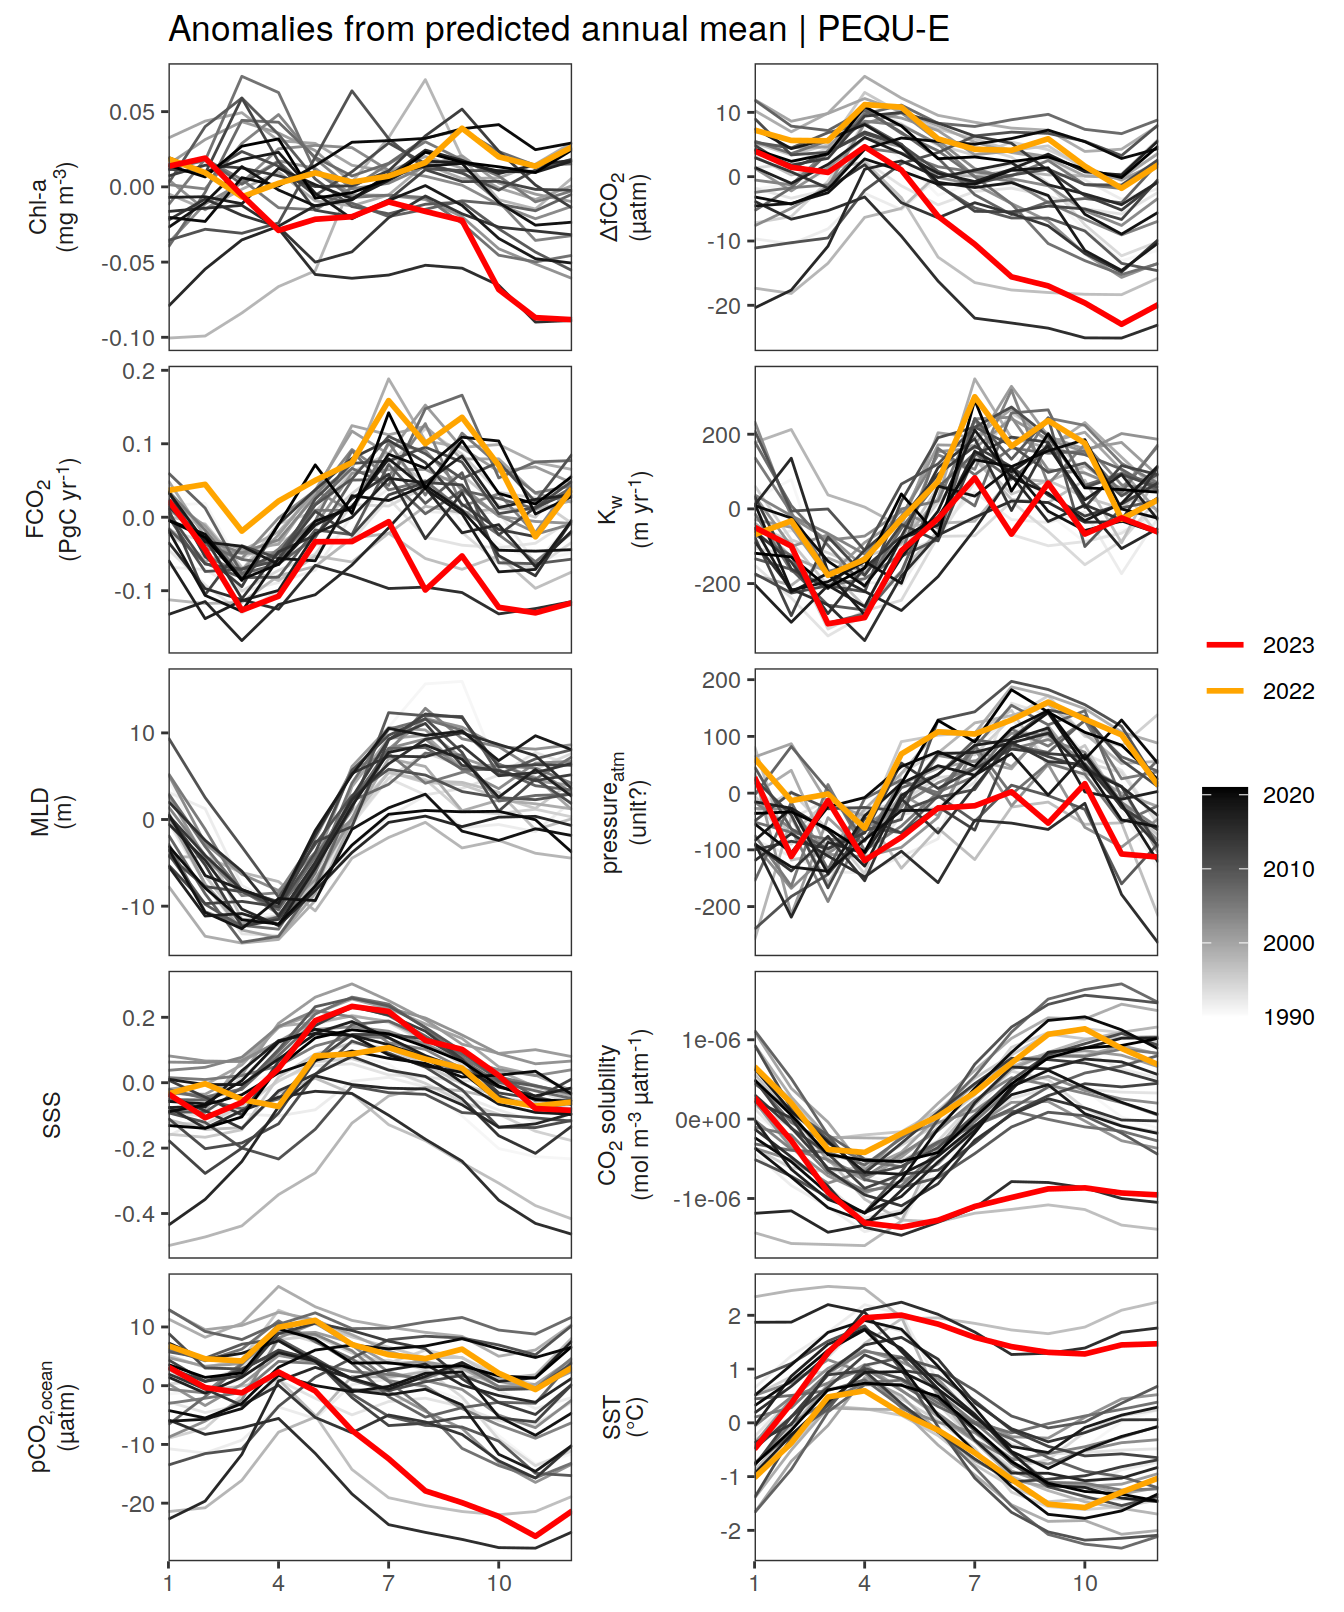 Anomalies from predicted annual mean | PEQU-E
Chl-a
(mg m⁻³)
0.05
0.00
-0.05
-0.10
ΔfCO₂
(µatm)
10
0
-10
-20
FCO₂
(PgC yr⁻¹)
0.2
0.1
0.0
-0.1
K_w
(m yr⁻¹)
200
0
-200
MLD
(m)
10
0
-10
pressure_atm
(unit?)
200
100
0
-100
-200
SSS
0.2
0.0
-0.2
-0.4
CO₂ solubility
(mol m⁻³ µatm⁻¹)
1e-06
0e+00
-1e-06
pCO₂,ocean
(µatm)
10
0
-10
-20
1
4
7
10
SST
(°C)
2
1
0
-1
-2
1
4
7
10
2023
2022
2020
2010
2000
1990